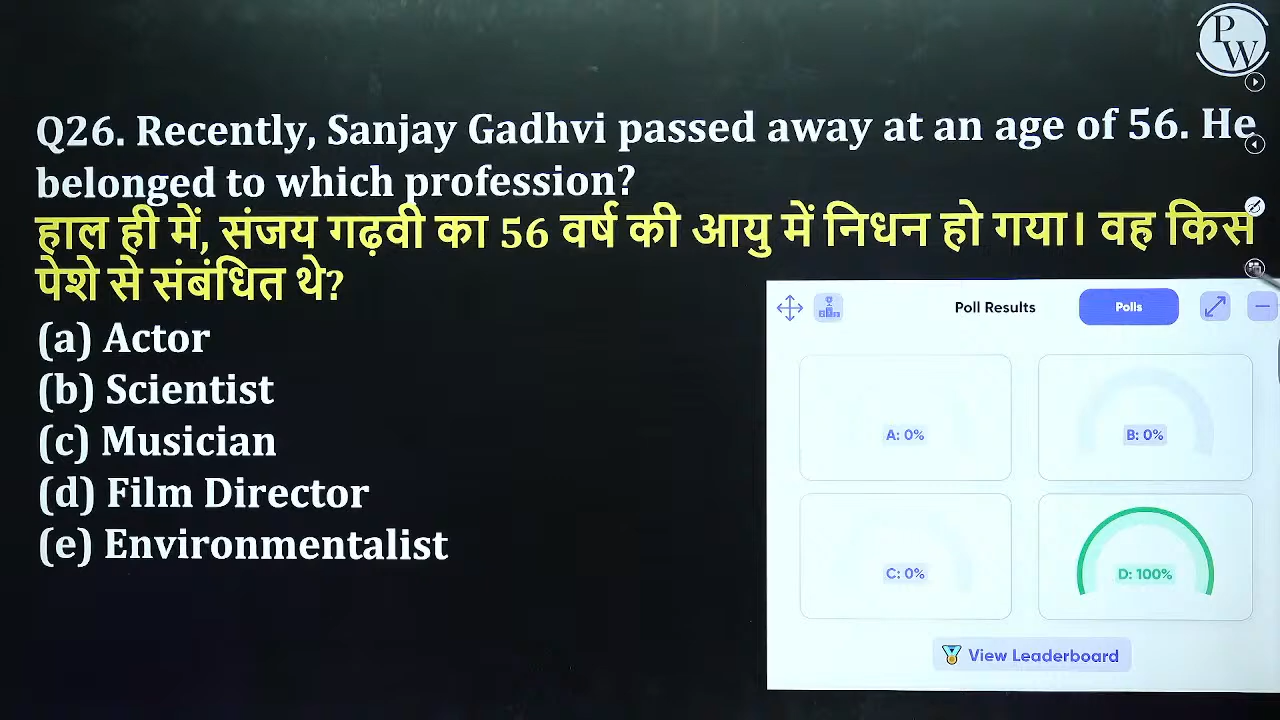 PW
Q26. Recently, Sanjay Gadhvi passed away at an age of 56. He
belonged to which profession?
हाल ही में, संजय गढ़वी का 56 वर्ष की आयु में निधन हो गया। वह किस
पेशे से संबंधित थे?
(a) Actor
(b) Scientist
(c) Musician
(d) Film Director
(e) Environmentalist
Poll Results
Polls
A: 0%
B: 0%
C: 0%
D: 100%
View Leaderboard